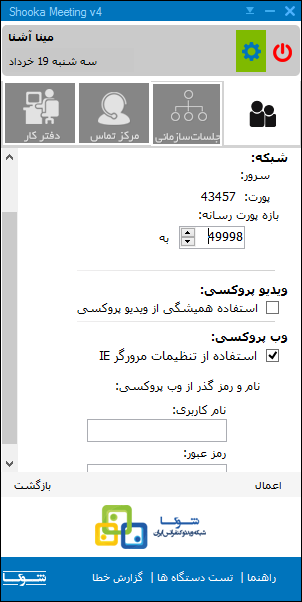 Shooka Meeting v4
مینا آشنا
سه شنبه 19 خرداد
جلسات‌سازمانی
مرکز تماس
دفتر کار
شبکه:
سرور:
پورت: 43457
بازه پورت رسانه:
49998 به
ویدیو پروکسی:
استفاده همیشگی از ویدیو پروکسی
وب پروکسی:
استفاده از تنظیمات مرورگر IE
نام و رمز گذر از وب پروکسی:
نام کاربری:
رمز عبور:
اعمال
بازگشت
شوکا
شبکه ویدئو کنفرانس ایران
راهنما | تست دستگاه ها | گزارش خطا
شوکا